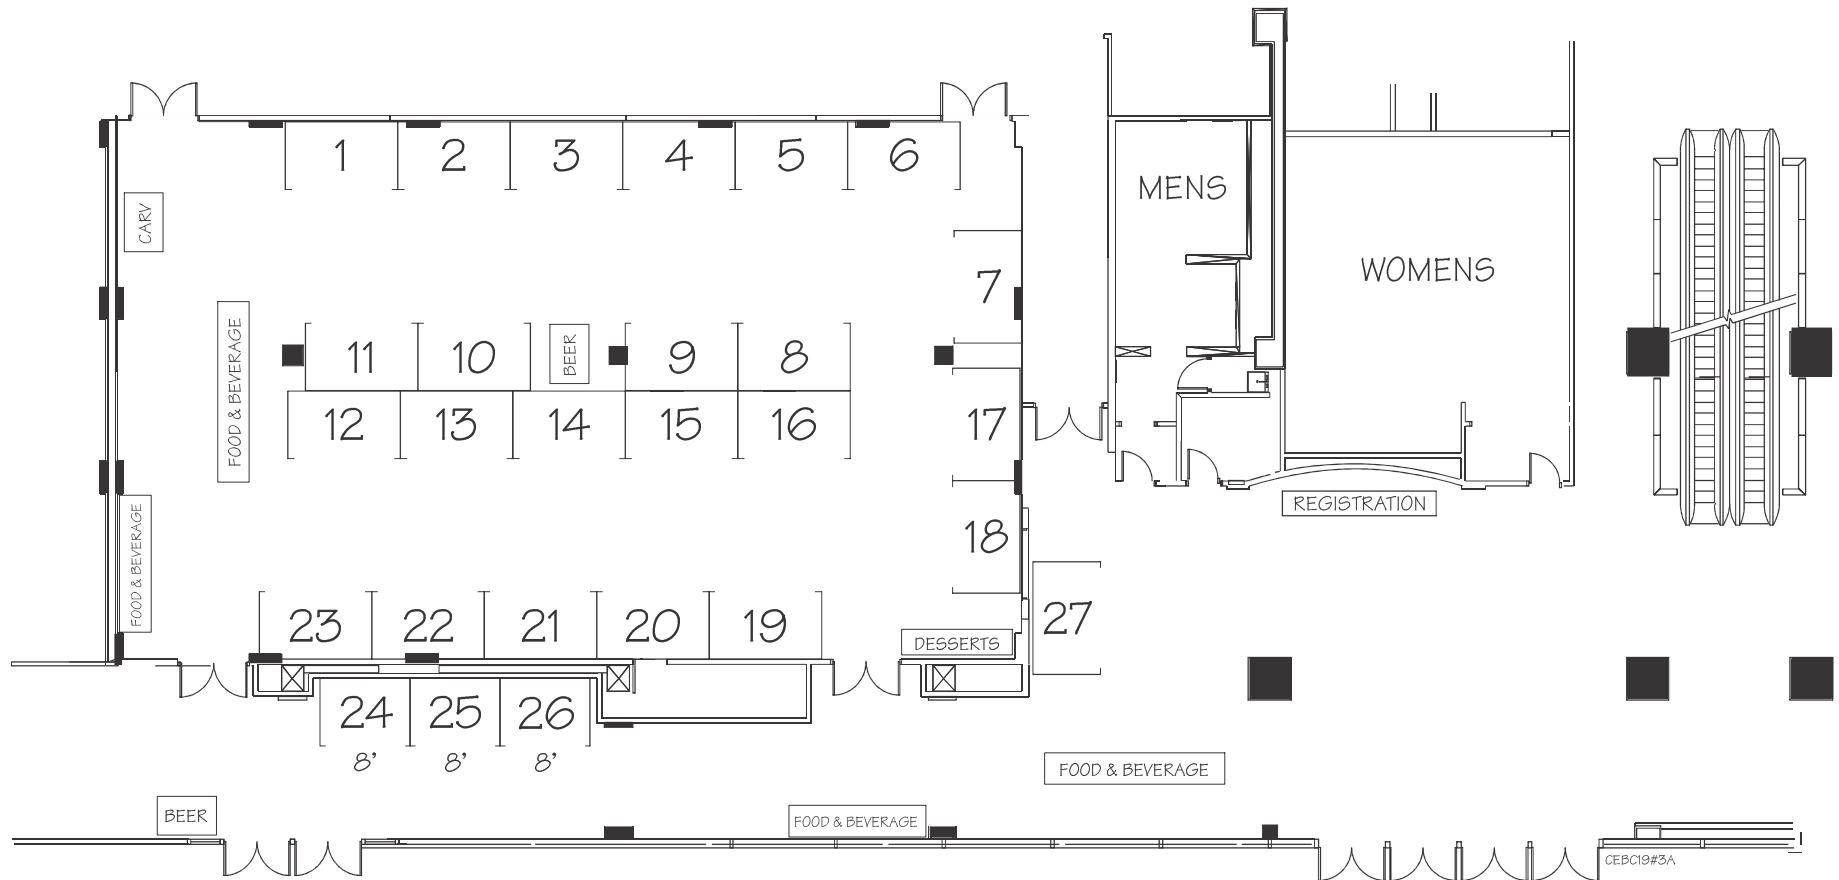 1 2 3 4 5 6
MENS
CARV
WOMENS
7
FOOD & BEVERAGE
11 10 BEER 9 8
12 13 14 15 16 17
REGISTRATION
FOOD & BEVERAGE
18
23 22 21 20 19
27
DESSERTS
24 25 26
8' 8' 8'
FOOD & BEVERAGE
BEER
FOOD & BEVERAGE
CEBC19#3A